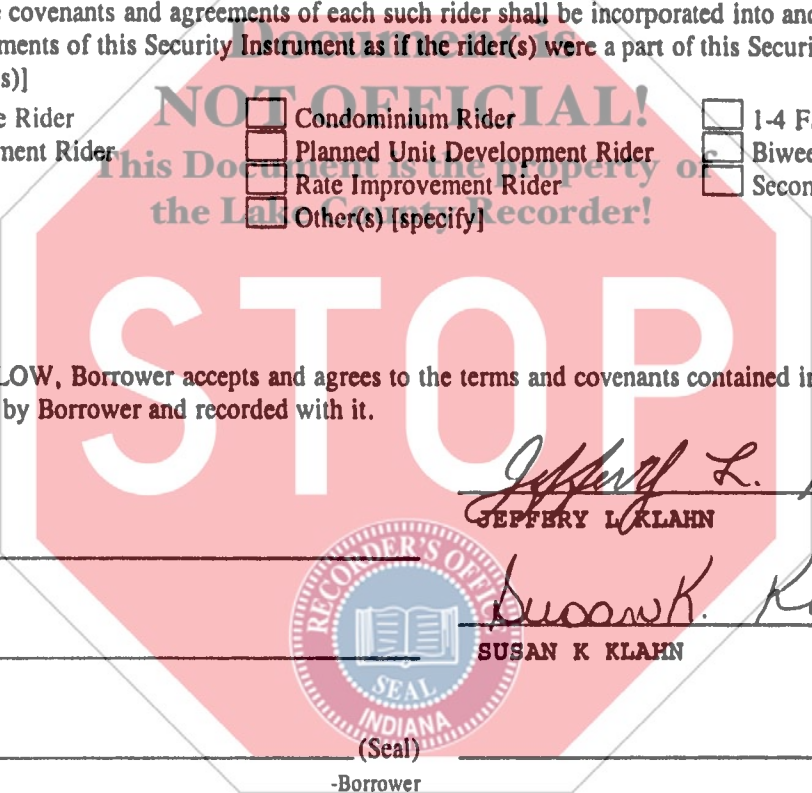 covenants and agreements of each such rider shall be incorporated into
ments of this Security Instrument as if the rider(s) were a part of this Securi
s)]
Document is
NOT OFFICIAL!
This Document is the property of
the Lake County Recorder!
e Rider
ment Rider
Condominium Rider
Planned Unit Development Rider
Rate Improvement Rider
Other(s) [specify]
1-4 F
Biwee
Secon
STOP
LOW, Borrower accepts and agrees to the terms and covenants contained in
by Borrower and recorded with it.
Jeffery L.
JEFFERY L KLAHN
Susan K.
SUSAN K KLAHN
RECORDER'S OFFICE
SEAL
INDIANA
(Seal)
-Borrower